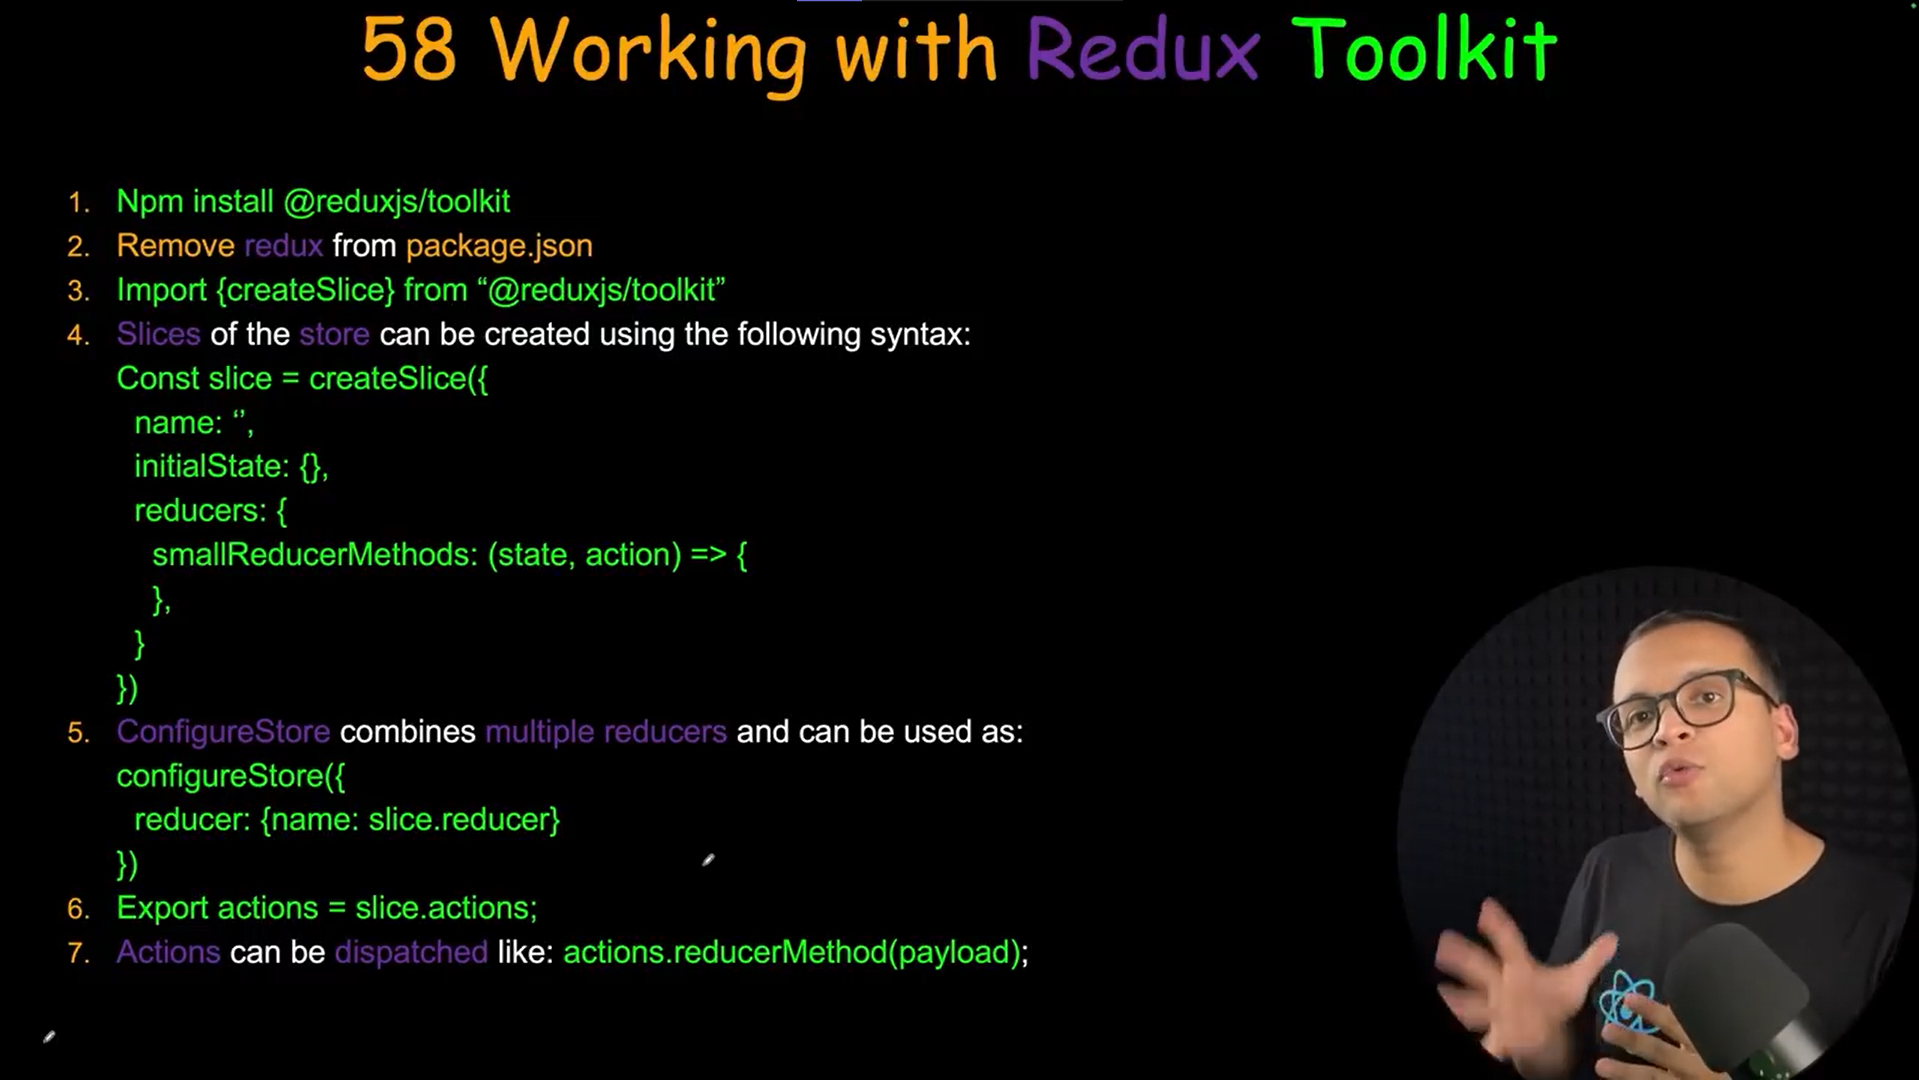 58 Working with Redux Toolkit
1. Npm install @reduxjs/toolkit
2. Remove redux from package.json
3. Import {createSlice} from “@reduxjs/toolkit”
4. Slices of the store can be created using the following syntax:
Const slice = createSlice({
name: ‘’,
initialState: {},
reducers: {
smallReducerMethods: (state, action) => {
},
}
})
5. ConfigureStore combines multiple reducers and can be used as:
configureStore({
reducer: {name: slice.reducer}
})
6. Export actions = slice.actions;
7. Actions can be dispatched like: actions.reducerMethod(payload);